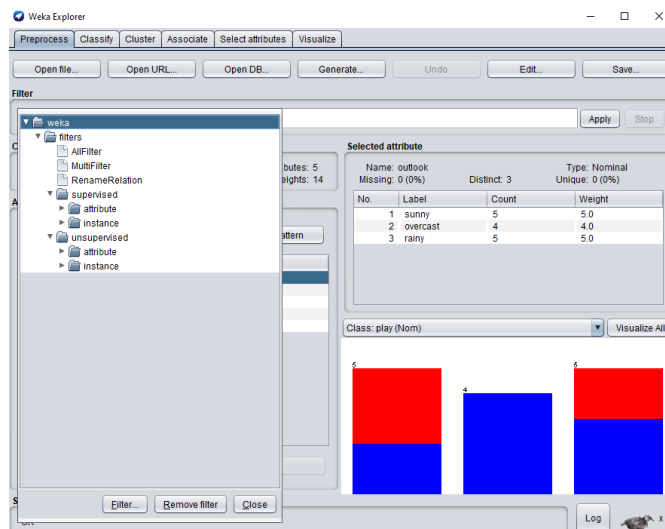 Weka Explorer
Preprocess Classify Cluster Associate Select attributes Visualize
Open file... Open URL... Open DB... Generate... Undo Edit... Save...
Filter
Apply Stop
weka
filters
AllFilter
MultiFilter
RenameRelation
supervised
attribute
instance
unsupervised
attribute
instance
Filter... Remove filter Close
butes: 5
eights: 14
attern
Selected attribute
Name: outlook Type: Nominal
Missing: 0 (0%) Distinct: 3 Unique: 0 (0%)
No. Label Count Weight
1 sunny 5 5.0
2 overcast 4 4.0
3 rainy 5 5.0
Class: play (Nom) Visualize All
5 4 5
Log x